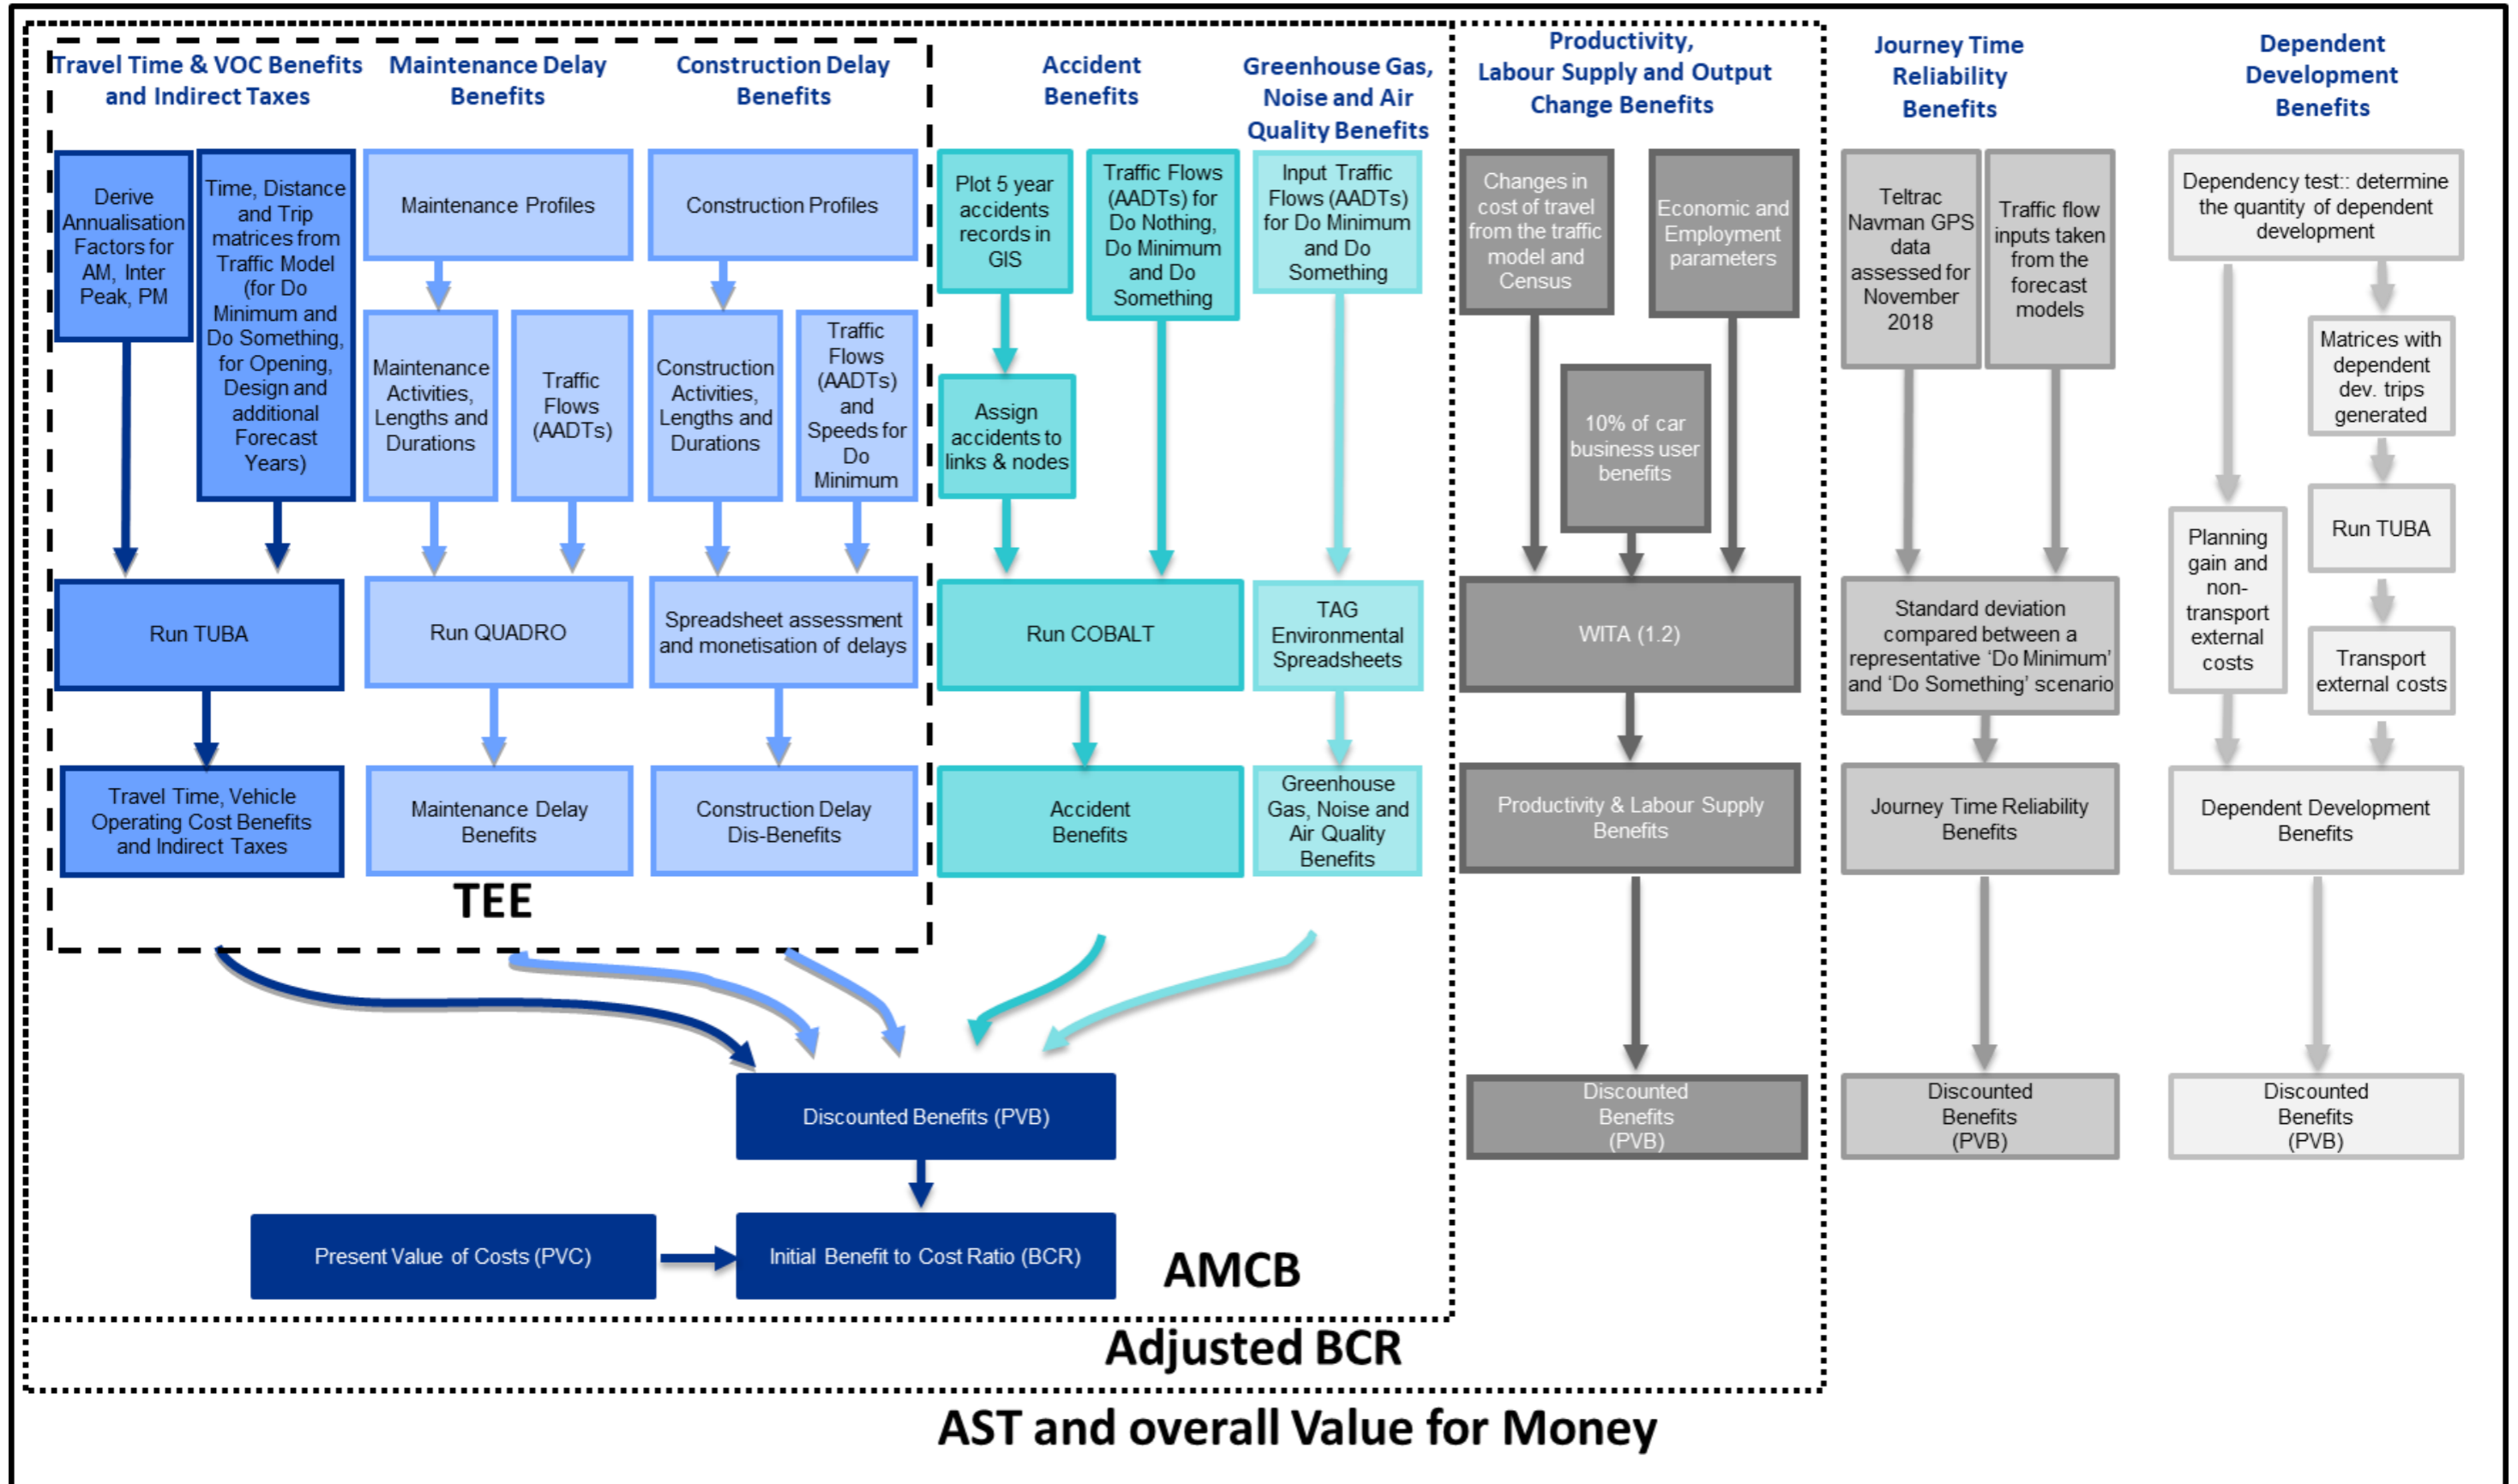 Travel Time & VOC Benefits
and Indirect Taxes
Maintenance Delay
Benefits
Construction Delay
Benefits
Accident
Benefits
Greenhouse Gas,
Noise and Air
Quality Benefits
Productivity,
Labour Supply and Output
Change Benefits
Journey Time
Reliability
Benefits
Dependent
Development
Benefits
Derive
Annualisation
Factors for
AM, Inter
Peak, PM
Time, Distance
and Trip
matrices from
Traffic Model
(for Do
Minimum and
Do Something,
for Opening,
Design and
additional
Forecast
Years)
Maintenance Profiles
Construction Profiles
Plot 5 year
accidents
records in
GIS
Traffic Flows
(AADTs) for
Do Nothing,
Do Minimum
and Do
Something
Input Traffic
Flows (AADTs)
for Do Minimum
and Do
Something
Changes in
cost of travel
from the traffic
model and
Census
Economic and
Employment
parameters
Teltrac
Navman GPS
data
assessed for
November
2018
Traffic flow
inputs taken
from the
forecast
models
Dependency test:: determine
the quantity of dependent
development
Maintenance
Activities,
Lengths and
Durations
Traffic
Flows
(AADTs)
Construction
Activities,
Lengths and
Durations
Traffic
Flows
(AADTs)
and
Speeds for
Do
Minimum
Assign
accidents to
links & nodes
10% of car
business user
benefits
Matrices with
dependent
dev. trips
generated
Planning
gain and
non-
transport
external
costs
Run TUBA
Transport
external costs
Run TUBA
Run QUADRO
Spreadsheet assessment
and monetisation of delays
Run COBALT
TAG
Environmental
Spreadsheets
WITA (1.2)
Standard deviation
compared between a
representative ‘Do Minimum’
and ‘Do Something’ scenario
Travel Time, Vehicle
Operating Cost Benefits
and Indirect Taxes
Maintenance Delay
Benefits
Construction Delay
Dis-Benefits
Accident
Benefits
Greenhouse
Gas, Noise and
Air Quality
Benefits
Productivity & Labour Supply
Benefits
Journey Time Reliability
Benefits
Dependent Development
Benefits
TEE
Discounted Benefits (PVB)
Discounted
Benefits
(PVB)
Discounted
Benefits
(PVB)
Discounted
Benefits
(PVB)
Present Value of Costs (PVC)
Initial Benefit to Cost Ratio (BCR)
AMCB
Adjusted BCR
AST and overall Value for Money